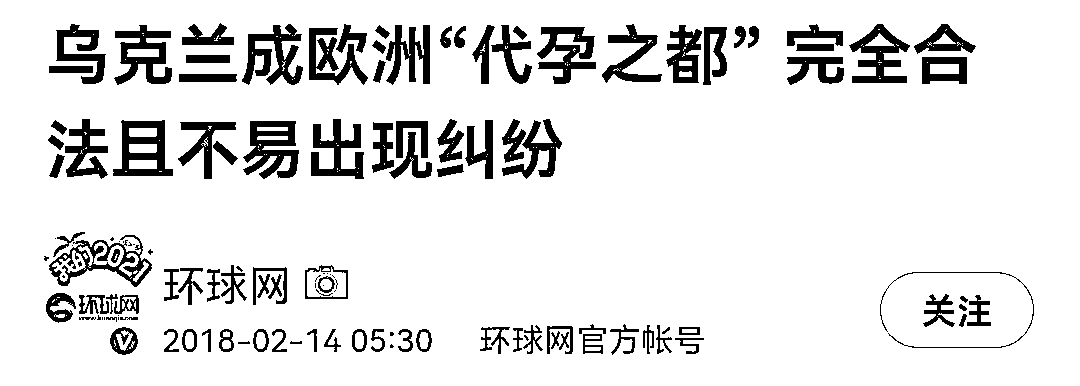 乌克兰成欧洲“代孕之都” 完全合
法且不易出现纠纷
我的2021
环球网
环球网
关注
2018-02-14 05:30 环球网官方帐号